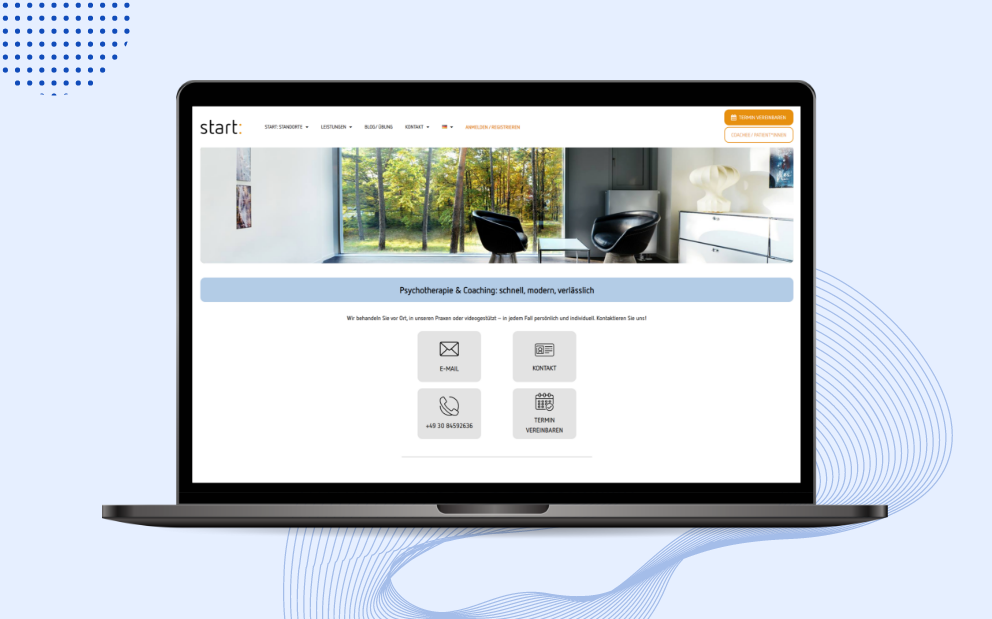 start:
START: STANDORTE
LEISTUNGEN
BLOG/ ÜBUNG
KONTAKT
ANMELDEN / REGISTRIEREN
TERMIN VEREINBAREN
COACHEE / PATIENT*INNEN
Psychotherapie & Coaching: schnell, modern, verlässlich
Wir behandeln Sie vor Ort, in unseren Praxen oder videogestützt – in jedem Fall persönlich und individuell. Kontaktieren Sie uns!
E-MAIL
KONTAKT
+49 30 84592636
TERMIN
VEREINBAREN